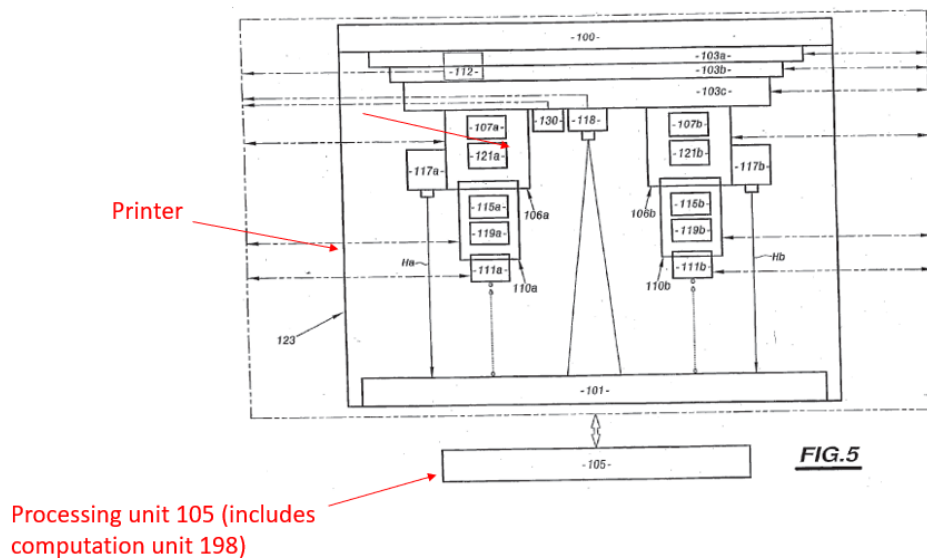 -100-
-103a-
-112-
-103b-
-103c-
-130-
-118-
-107a-
-107b-
-121a-
-121b-
-117a-
-117b-
Printer
-115a-
106a
106b
-115b-
-119a-
-119b-
Ha
-111a-
110a
110b
-111b-
Hb
123
-101-
-105-
FIG.5
Processing unit 105 (includes
computation unit 198)